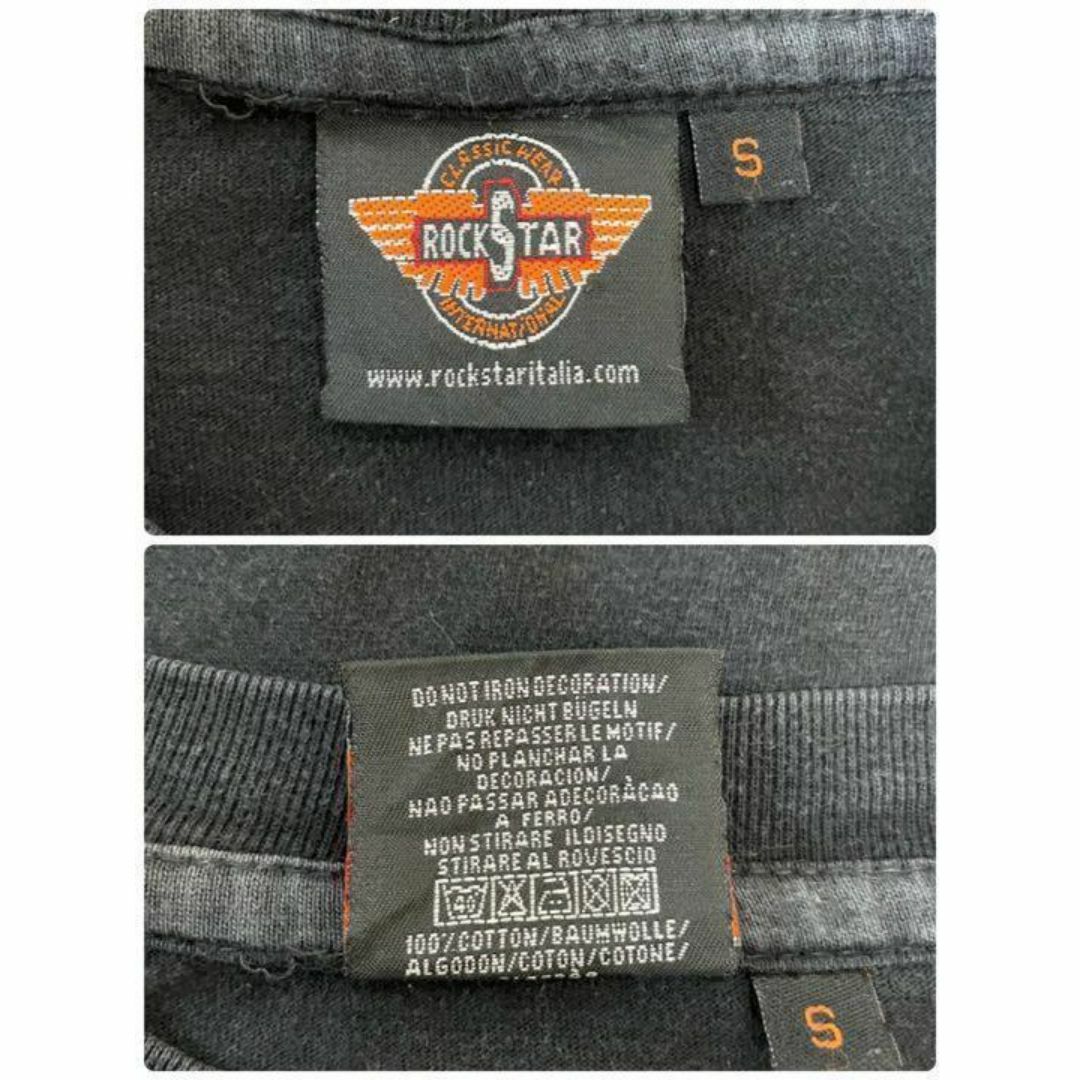 CLASSIC WEAR
ROCKSTAR
INTERNATIONAL
www.rockstaritalia.com
S
DO NOT IRON DECORATION/
DRUK NICHT BÜGELN
NE PAS REPASSER LE MOTIF/
NO PLANCHAR LA
DECORACION/
NAO PASSAR ADECORÀCAO
A FERRO/
NON STIRARE ILDISEGNO
STIRARE AL ROVESCIO
40
100% COTTON/BAUMWOLLE/
ALGODON/COTON/COTONE/
S